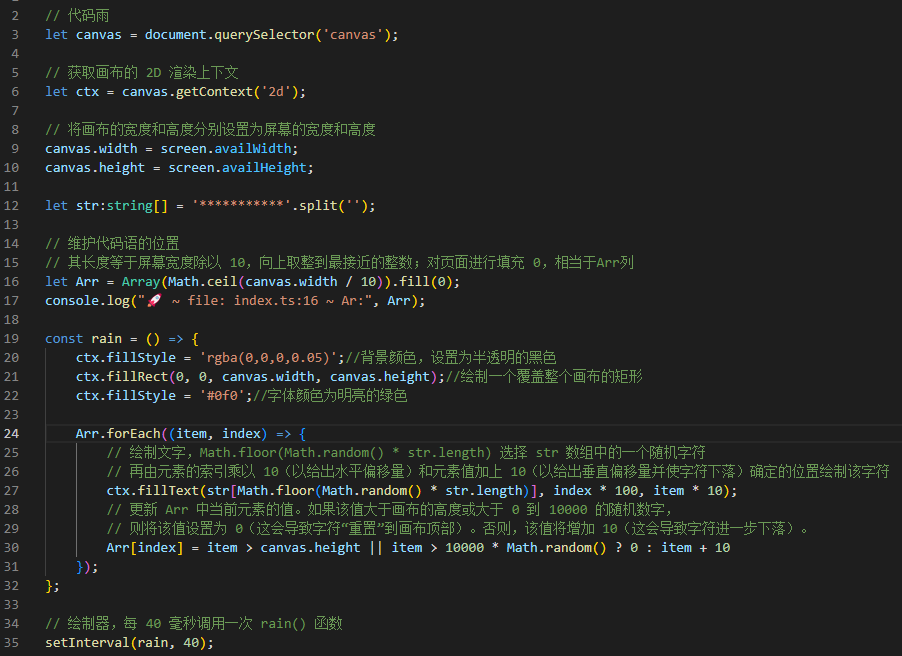 2 // 代码雨
3 let canvas = document.querySelector('canvas');
4
5 // 获取画布的 2D 渲染上下文
6 let ctx = canvas.getContext('2d');
7
8 // 将画布的宽度和高度分别设置为屏幕的宽度和高度
9 canvas.width = screen.availWidth;
10 canvas.height = screen.availHeight;
11
12 let str:string[] = '***********'.split('');
13
14 // 维护代码语的位置
15 // 其长度等于屏幕宽度除以 10，向上取整到最接近的整数；对页面进行填充 0，相当于Arr列
16 let Arr = Array(Math.ceil(canvas.width / 10)).fill(0);
17 console.log("🚀 ~ file: index.ts:16 ~ Ar:", Arr);
18
19 const rain = () => {
20 ctx.fillStyle = 'rgba(0,0,0,0.05)';//背景颜色，设置为半透明的黑色
21 ctx.fillRect(0, 0, canvas.width, canvas.height);//绘制一个覆盖整个画布的矩形
22 ctx.fillStyle = '#0f0';//字体颜色为明亮的绿色
23
24 Arr.forEach((item, index) => {
25 // 绘制文字，Math.floor(Math.random() * str.length) 选择 str 数组中的一个随机字符
26 // 再由元素的索引乘以 10（以给出水平偏移量）和元素值加上 10（以给出垂直偏移量并使字符下落）确定的位置绘制该字符
27 ctx.fillText(str[Math.floor(Math.random() * str.length)], index * 100, item * 10);
28 // 更新 Arr 中当前元素的值。如果该值大于画布的高度或大于 0 到 10000 的随机数字，
29 // 则将该值设置为 0（这会导致字符“重置”到画布顶部）。否则，该值将增加 10（这会导致字符进一步下落）。
30 Arr[index] = item > canvas.height || item > 10000 * Math.random() ? 0 : item + 10
31 });
32 };
33
34 // 绘制器，每 40 毫秒调用一次 rain() 函数
35 setInterval(rain, 40);